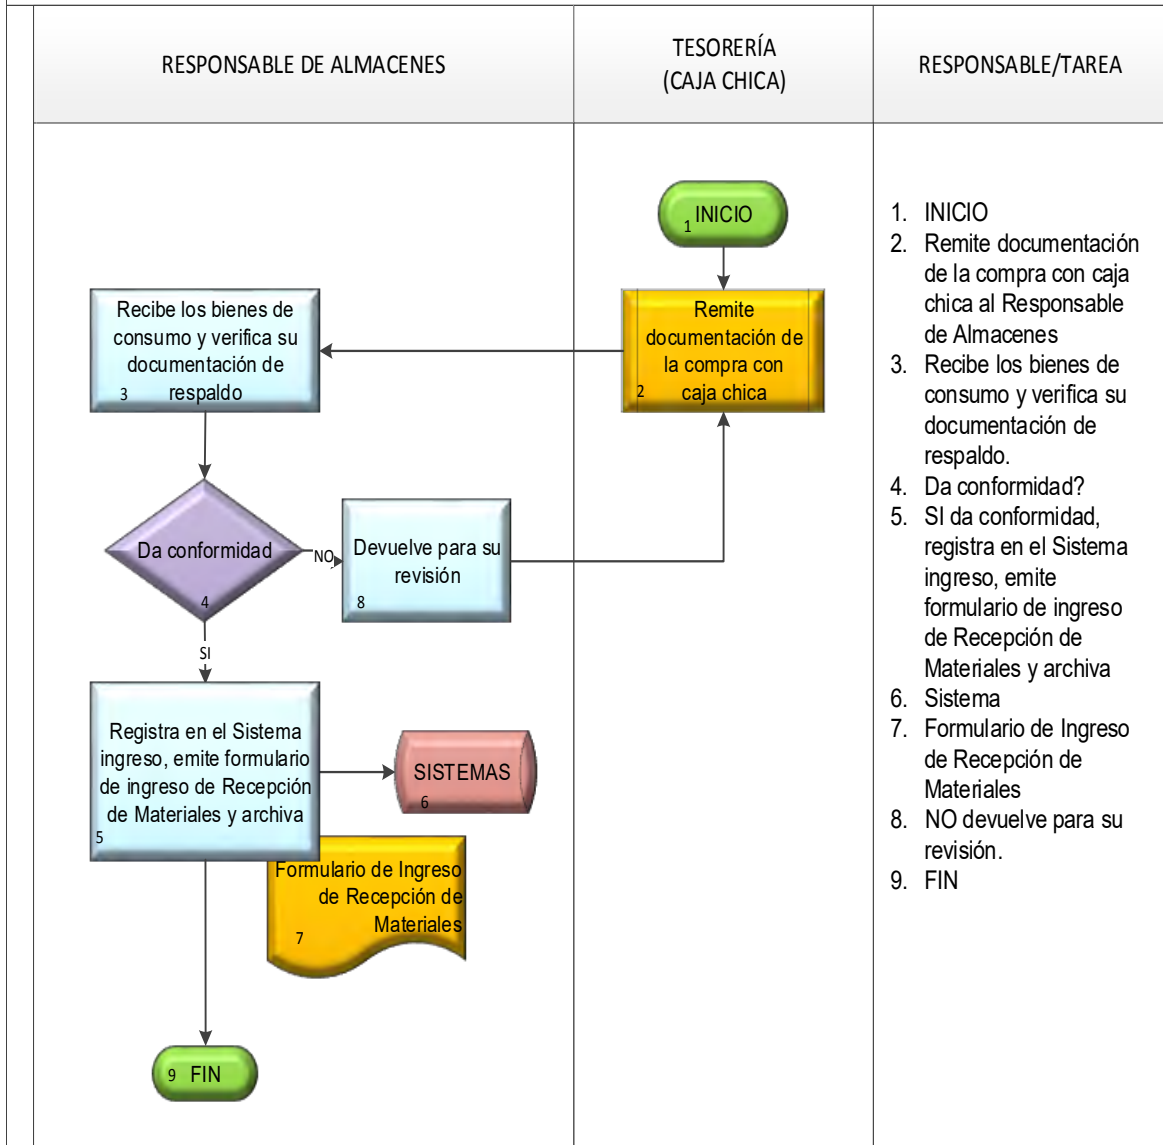 RESPONSABLE DE ALMACENES
TESORERÍA
(CAJA CHICA)
RESPONSABLE/TAREA
INICIO
1
Remite
documentación de
la compra con
caja chica
2
Recibe los bienes de
consumo y verifica su
documentación de
respaldo
3
Da conformidad
4
NO
Devuelve para su
revisión
8
SI
Registra en el Sistema
ingreso, emite formulario
de ingreso de Recepción
de Materiales y archiva
5
SISTEMAS
6
Formulario de Ingreso
de Recepción de
Materiales
7
9 FIN
1. INICIO
2. Remite documentación
de la compra con caja
chica al Responsable
de Almacenes
3. Recibe los bienes de
consumo y verifica su
documentación de
respaldo.
4. Da conformidad?
5. SI da conformidad,
registra en el Sistema
ingreso, emite
formulario de ingreso
de Recepción de
Materiales y archiva
6. Sistema
7. Formulario de Ingreso
de Recepción de
Materiales
8. NO devuelve para su
revisión.
9. FIN